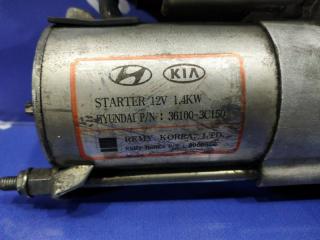 KIA
STARTER 12V 1.4KW
HYUNDAI P/N : 36100-3C150
REMY KOREA, LTD.